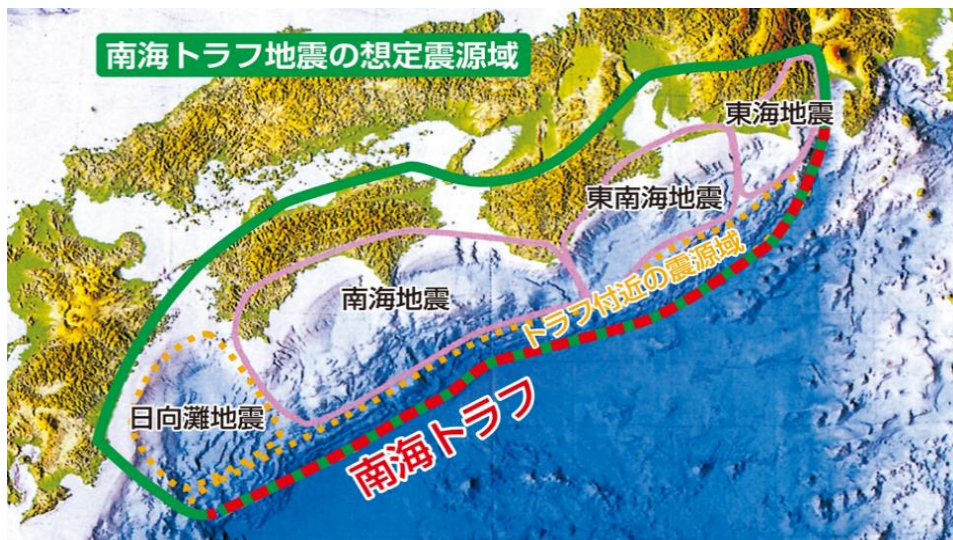 南海トラフ地震の想定震源域
東海地震
東南海地震
南海地震
トラフ付近の震源域
日向灘地震
南海トラフ